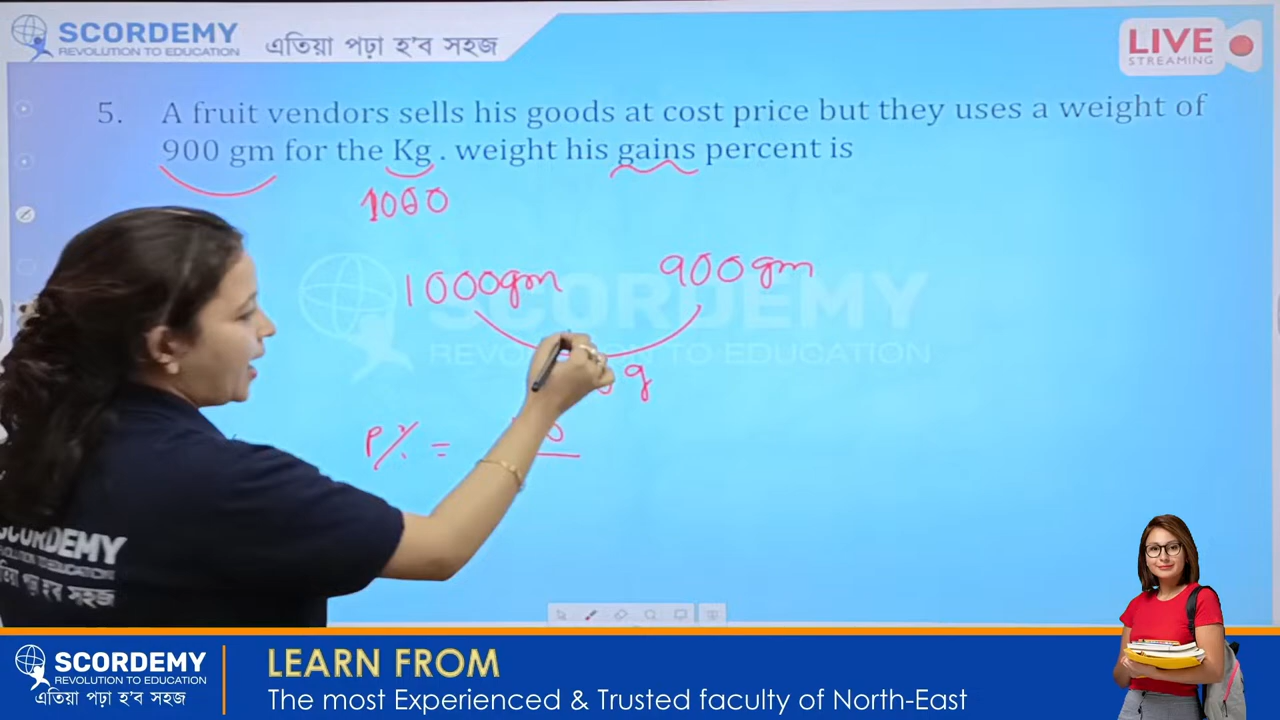 SCORDEMY
REVOLUTION TO EDUCATION
এতিয়া পঢ়া হ'ব সহজ
LIVE
STREAMING
5. A fruit vendors sells his goods at cost price but they uses a weight of
900 gm for the Kg . weight his gains percent is
1000
1000gm 900gm
SCORDEMY
g
P% =
SCORDEMY
SCORDEMY
REVOLUTION TO EDUCATION
এতিয়া পঢ়া হ'ব সহজ
LEARN FROM
The most Experienced & Trusted faculty of North-East